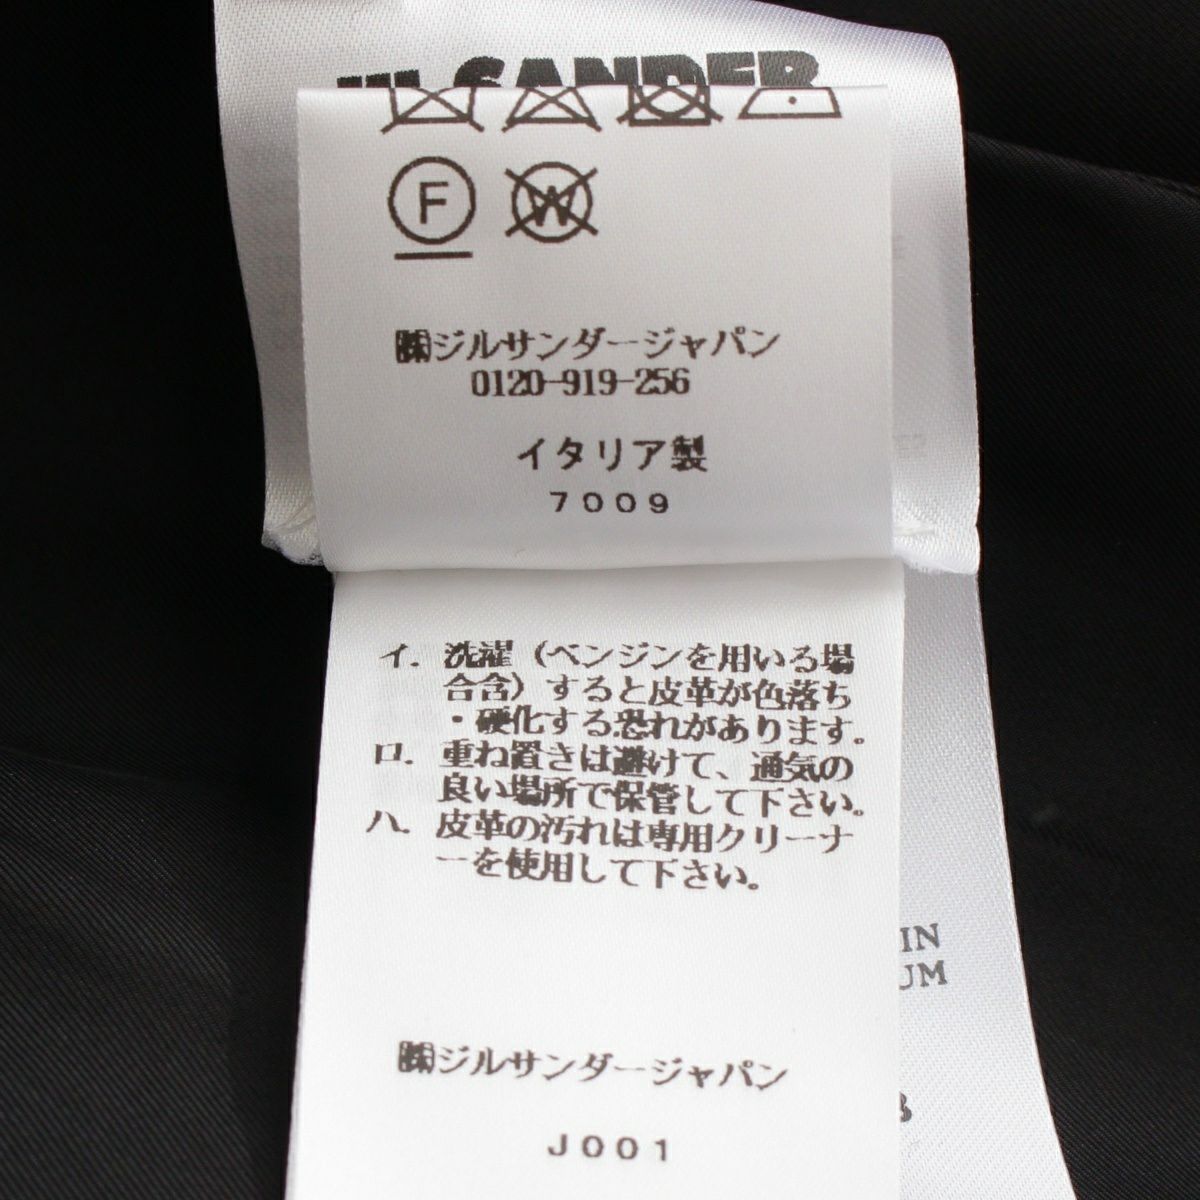 JIL SANDER
F
W
㈱ジルサンダージャパン
0120-919-256
イタリア製
7009
イ. 洗濯（ベンジンを用いる場
合含）すると皮革が色落ち
・硬化する恐れがあります。
ロ. 重ね置きは避けて、通気の
良い場所で保管して下さい。
ハ. 皮革の汚れは専用クリーナ
ーを使用して下さい。
IN
UM
㈱ジルサンダージャパン
J001